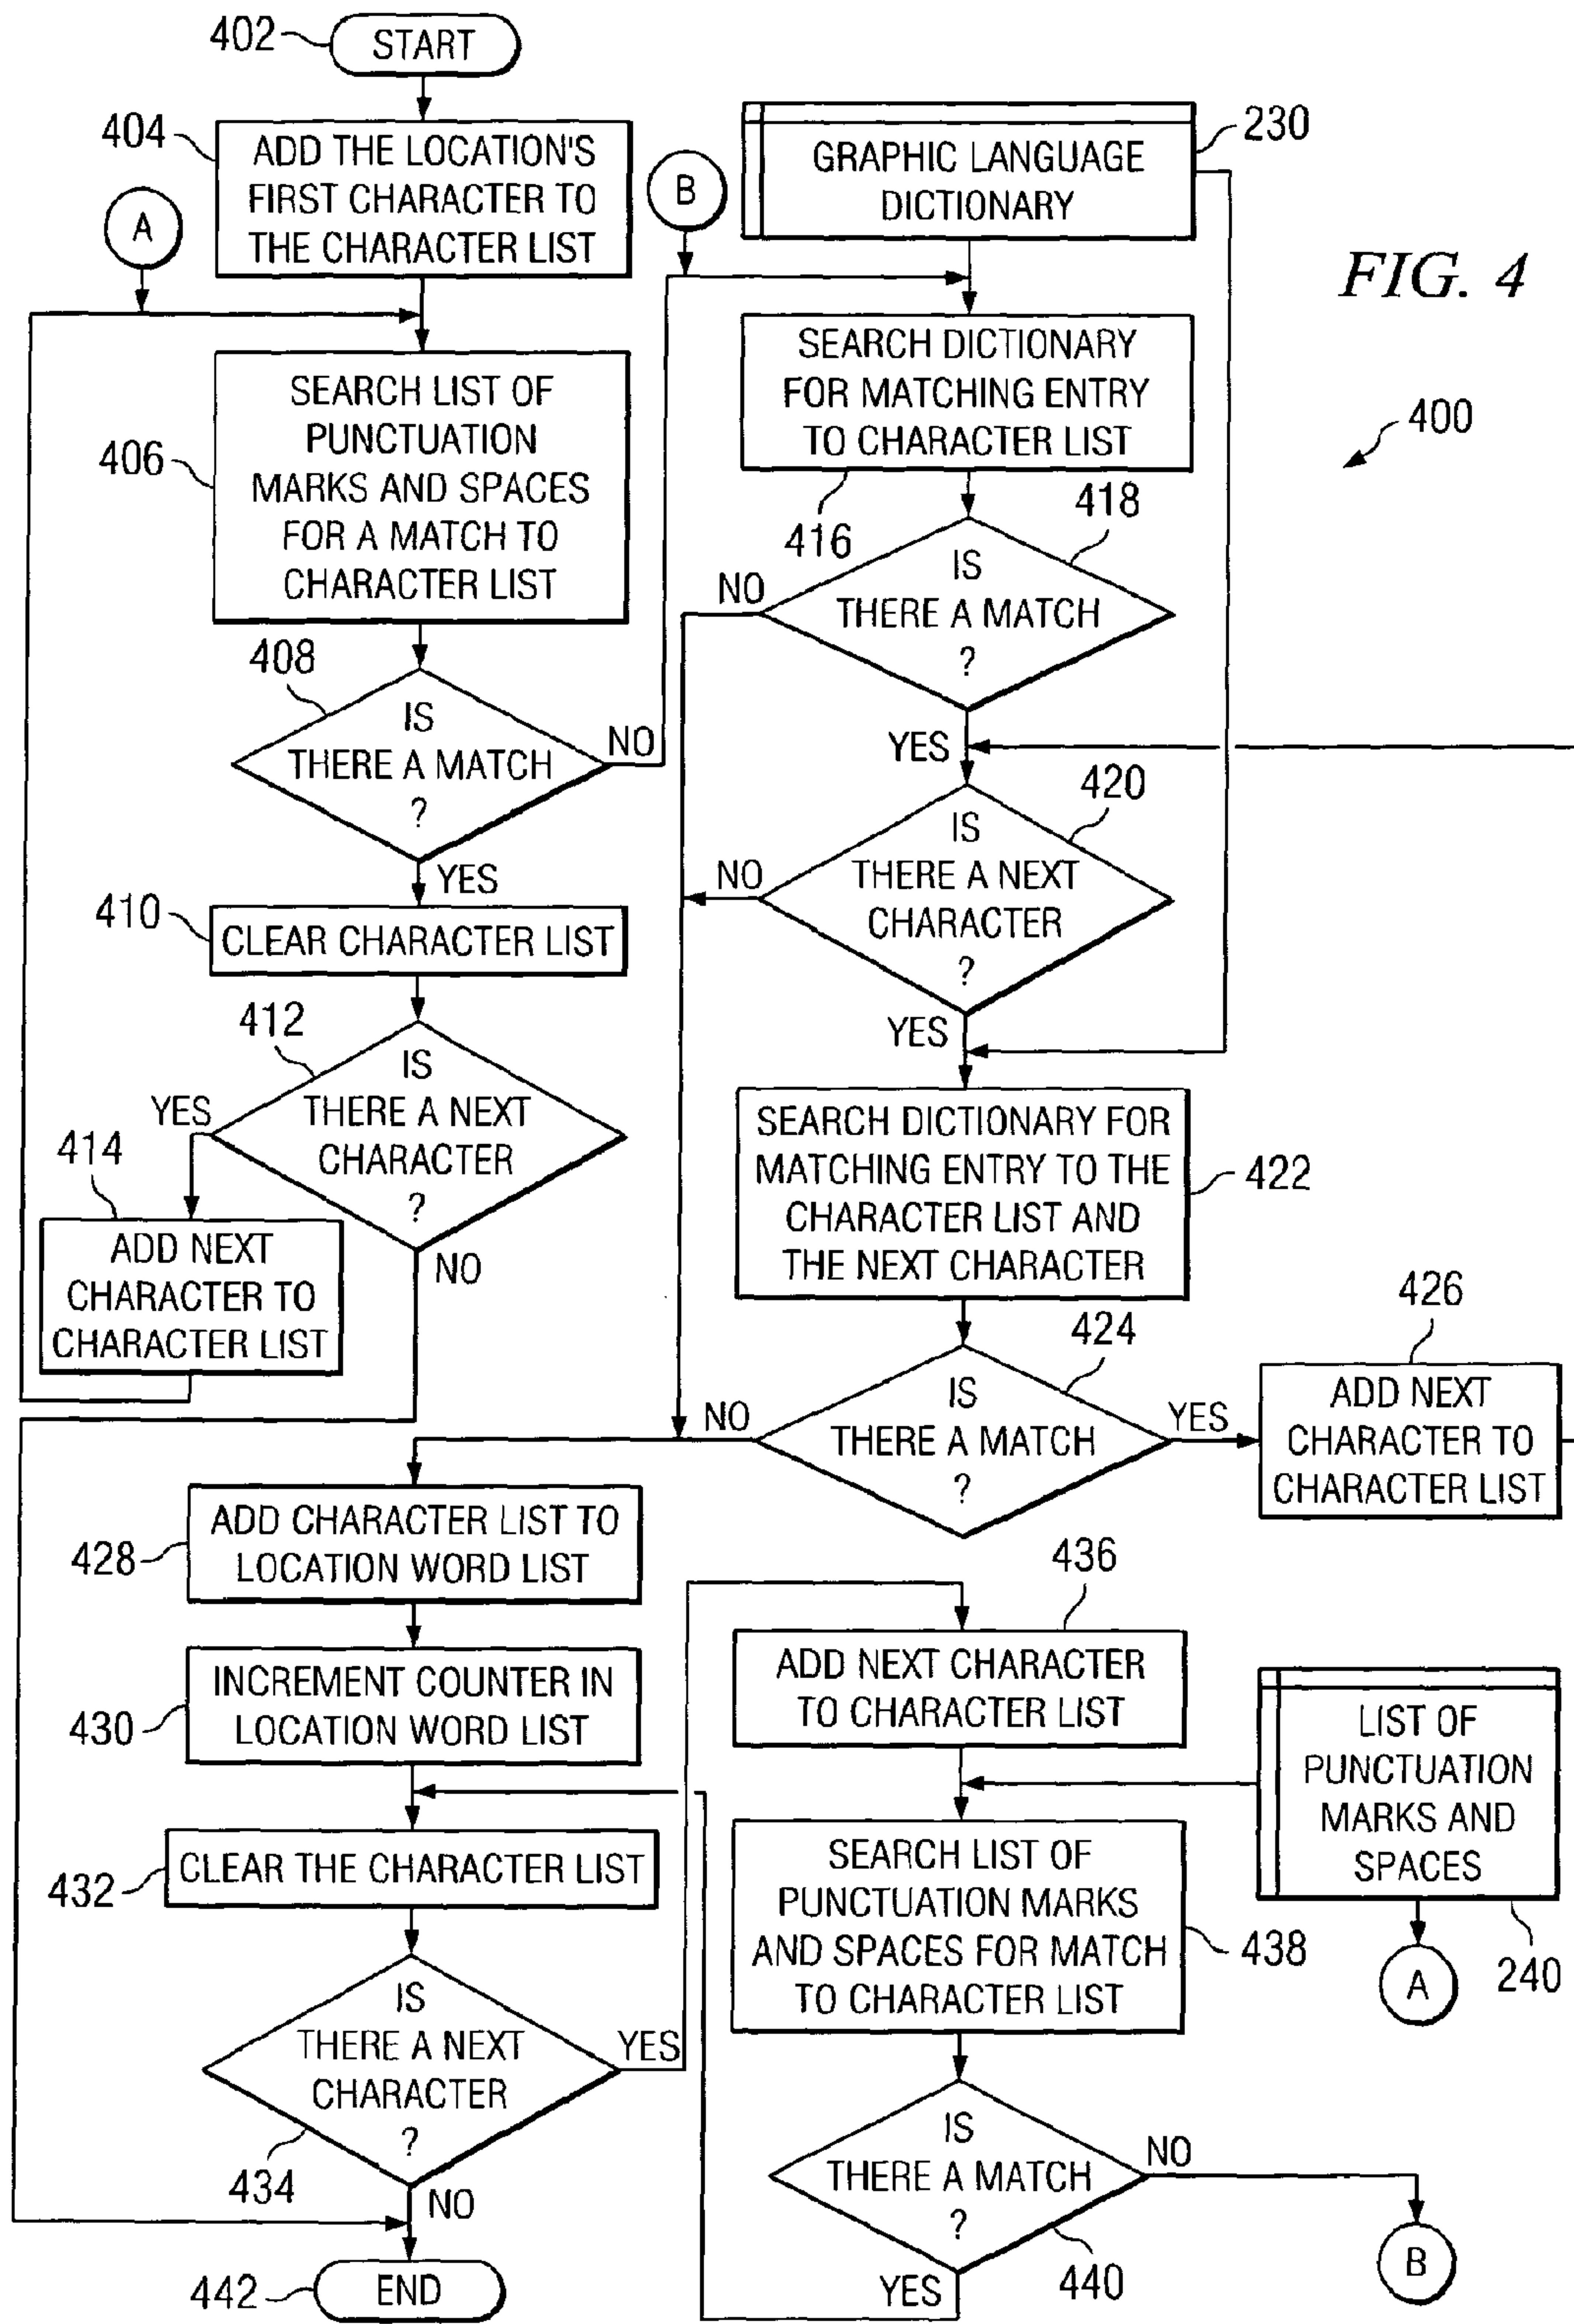 402
START
404
ADD THE LOCATION'S
FIRST CHARACTER TO
THE CHARACTER LIST
A
B
230
GRAPHIC LANGUAGE
DICTIONARY
FIG. 4
400
406
SEARCH LIST OF
PUNCTUATION
MARKS AND SPACES
FOR A MATCH TO
CHARACTER LIST
408
IS
THERE A MATCH
?
NO
YES
410
CLEAR CHARACTER LIST
412
IS
THERE A NEXT
CHARACTER
?
YES
NO
414
ADD NEXT
CHARACTER TO
CHARACTER LIST
SEARCH DICTIONARY
FOR MATCHING ENTRY
TO CHARACTER LIST
416
418
IS
THERE A MATCH
?
NO
YES
420
IS
THERE A NEXT
CHARACTER
?
NO
YES
SEARCH DICTIONARY FOR
MATCHING ENTRY TO THE
CHARACTER LIST AND
THE NEXT CHARACTER
422
424
IS
THERE A MATCH
?
NO
YES
426
ADD NEXT
CHARACTER TO
CHARACTER LIST
428
ADD CHARACTER LIST TO
LOCATION WORD LIST
430
INCREMENT COUNTER IN
LOCATION WORD LIST
432
CLEAR THE CHARACTER LIST
434
IS
THERE A NEXT
CHARACTER
?
YES
NO
436
ADD NEXT CHARACTER
TO CHARACTER LIST
LIST OF
PUNCTUATION
MARKS AND
SPACES
240
A
SEARCH LIST OF
PUNCTUATION MARKS
AND SPACES FOR MATCH
TO CHARACTER LIST
438
IS
THERE A MATCH
?
NO
YES
440
B
442
END